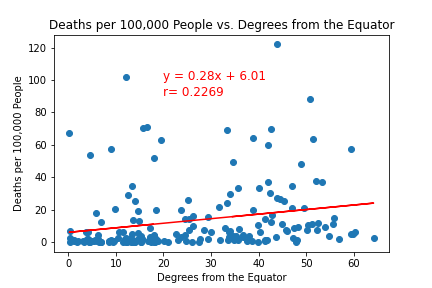 Deaths per 100,000 People vs. Degrees from the Equator
120
100
80
60
40
20
0
y = 0.28x + 6.01
r= 0.2269
Deaths per 100,000 People
0 10 20 30 40 50 60
Degrees from the Equator